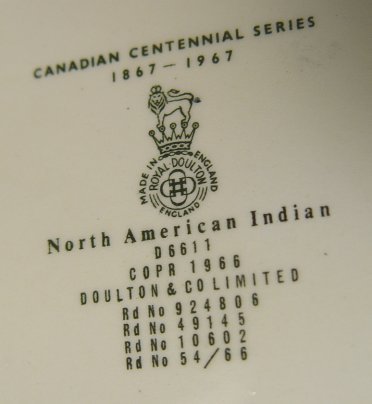 CANADIAN CENTENNIAL SERIES
1867 - 1967
MADE IN ENGLAND
ROYAL DOULTON
ENGLAND
North American Indian
D6611
COPR 1966
DOULTON & CO LIMITED
Rd No 924806
Rd No 49145
Rd No 10602
Rd No 54/66